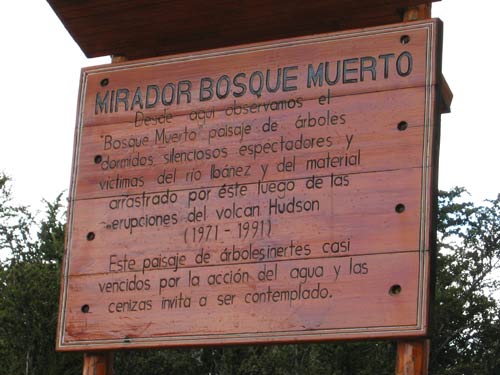 MIRADOR BOSQUE MUERTO
Desde aquí observamos el
"Bosque Muerto" paisaje de árboles
dormidos, silenciosos espectadores y
víctimas del río Ibánez y del material
arrastrado por éste luego de las
erupciones del volcan Hudson
(1971-1991)
Este paisaje de árboles inertes casi
vencidos por la acción del agua y las
cenizas invita a ser contemplado.